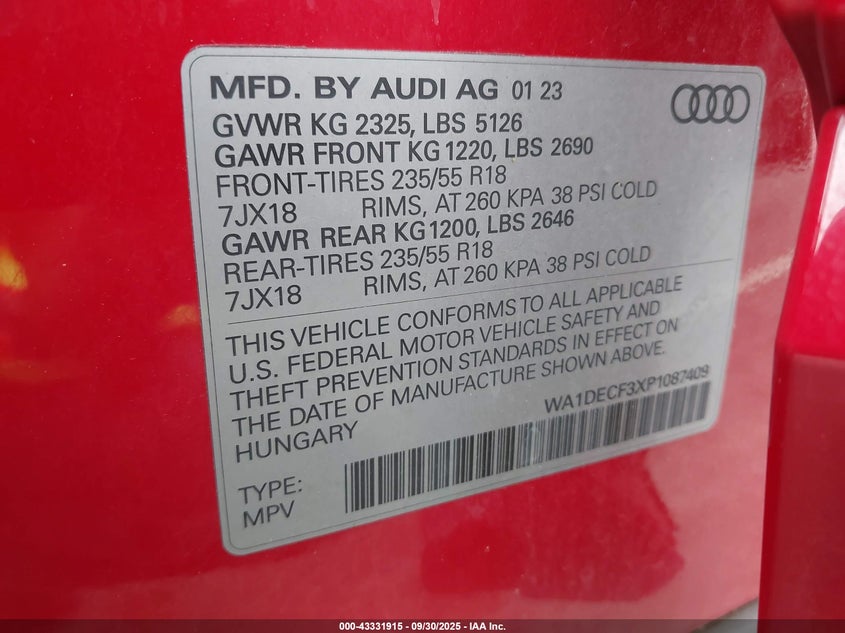 MFD. BY AUDI AG 01 23
GVWR KG 2325, LBS 5126
GAWR FRONT KG 1220, LBS 2690
FRONT-TIRES 235/55 R18
7JX18 RIMS, AT 260 KPA 38 PSI COLD
GAWR REAR KG 1200, LBS 2646
REAR-TIRES 235/55 R18
7JX18 RIMS, AT 260 KPA 38 PSI COLD
THIS VEHICLE CONFORMS TO ALL APPLICABLE
U.S. FEDERAL MOTOR VEHICLE SAFETY AND
THEFT PREVENTION STANDARDS IN EFFECT ON
THE DATE OF MANUFACTURE SHOWN ABOVE.
HUNGARY
WA1DECF3XP1087409
TYPE:
MPV
000-43331915 - 09/30/2025 - IAA Inc.